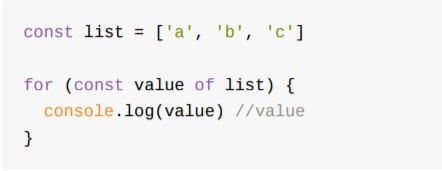 const list = ['a', 'b', 'c']
for (const value of list) {
console.log(value) //value
}